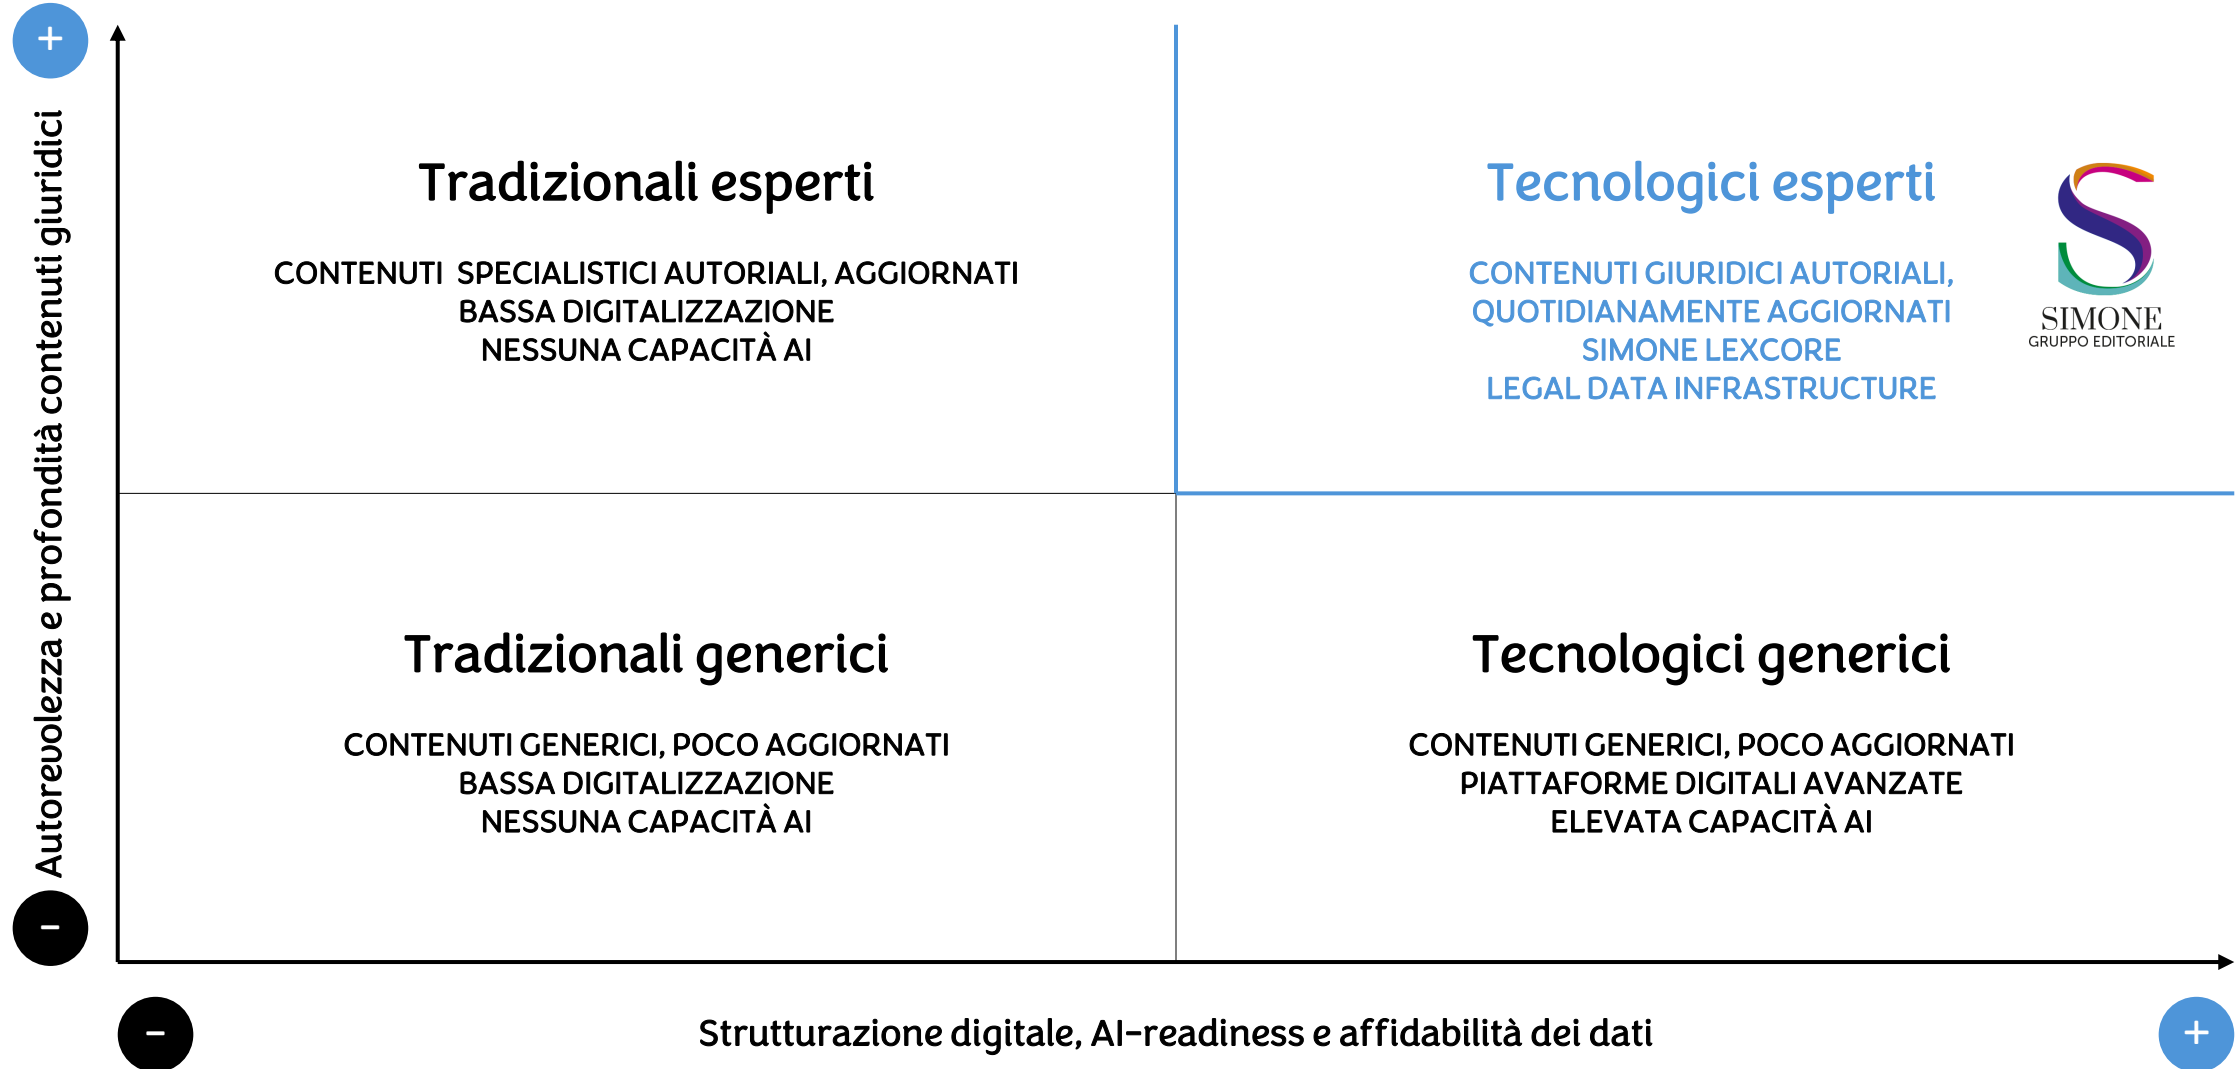 +
Autorevolezza e profondità contenuti giuridici
-
Tradizionali esperti
CONTENUTI SPECIALISTICI AUTORIALI, AGGIORNATI
BASSA DIGITALIZZAZIONE
NESSUNA CAPACITÀ AI
Tecnologici esperti
CONTENUTI GIURIDICI AUTORIALI,
QUOTIDIANAMENTE AGGIORNATI
SIMONE LEXCORE
LEGAL DATA INFRASTRUCTURE
S
SIMONE
GRUPPO EDITORIALE
Tradizionali generici
CONTENUTI GENERICI, POCO AGGIORNATI
BASSA DIGITALIZZAZIONE
NESSUNA CAPACITÀ AI
Tecnologici generici
CONTENUTI GENERICI, POCO AGGIORNATI
PIATTAFORME DIGITALI AVANZATE
ELEVATA CAPACITÀ AI
-
Strutturazione digitale, AI-readiness e affidabilità dei dati
+